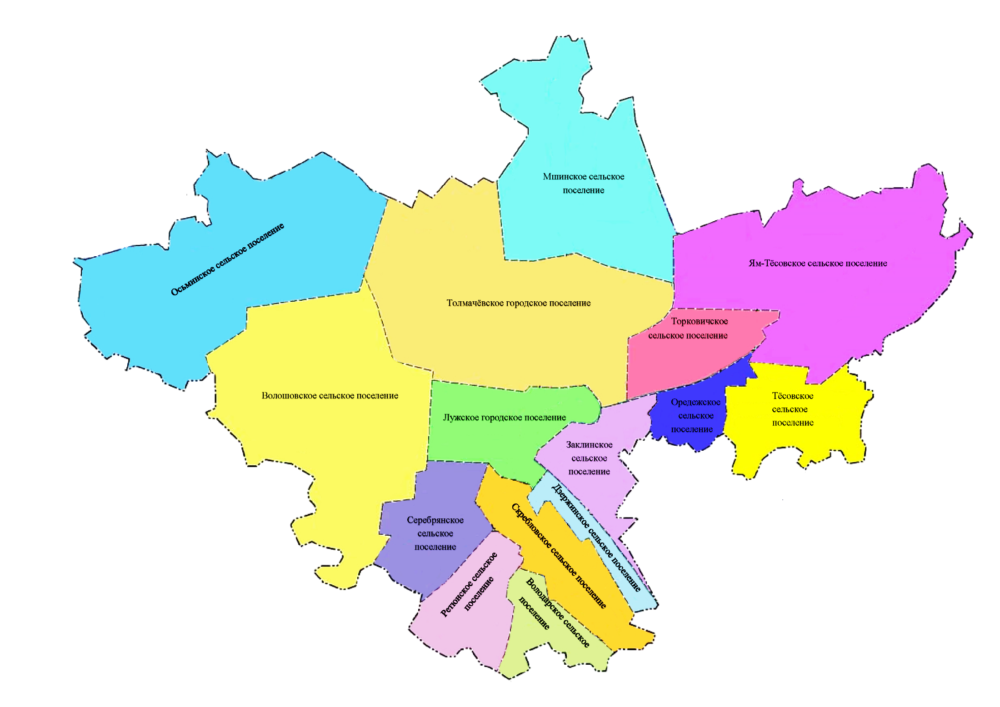 Мшинское сельское
поселение
Осьминское сельское поселение
Ям-Тёсовское сельское поселение
Толмачёвское городское поселение
Торковичское
сельское поселение
Волошовское сельское поселение
Лужское городское поселение
Оредежское
сельское
поселение
Тёсовское
сельское
поселение
Заклинское
сельское
поселение
Дзержинское сельское поселение
Скребловское сельское поселение
Серебрянское
сельское
поселение
Ретюнское сельское
поселение
Володарское сельское
поселение